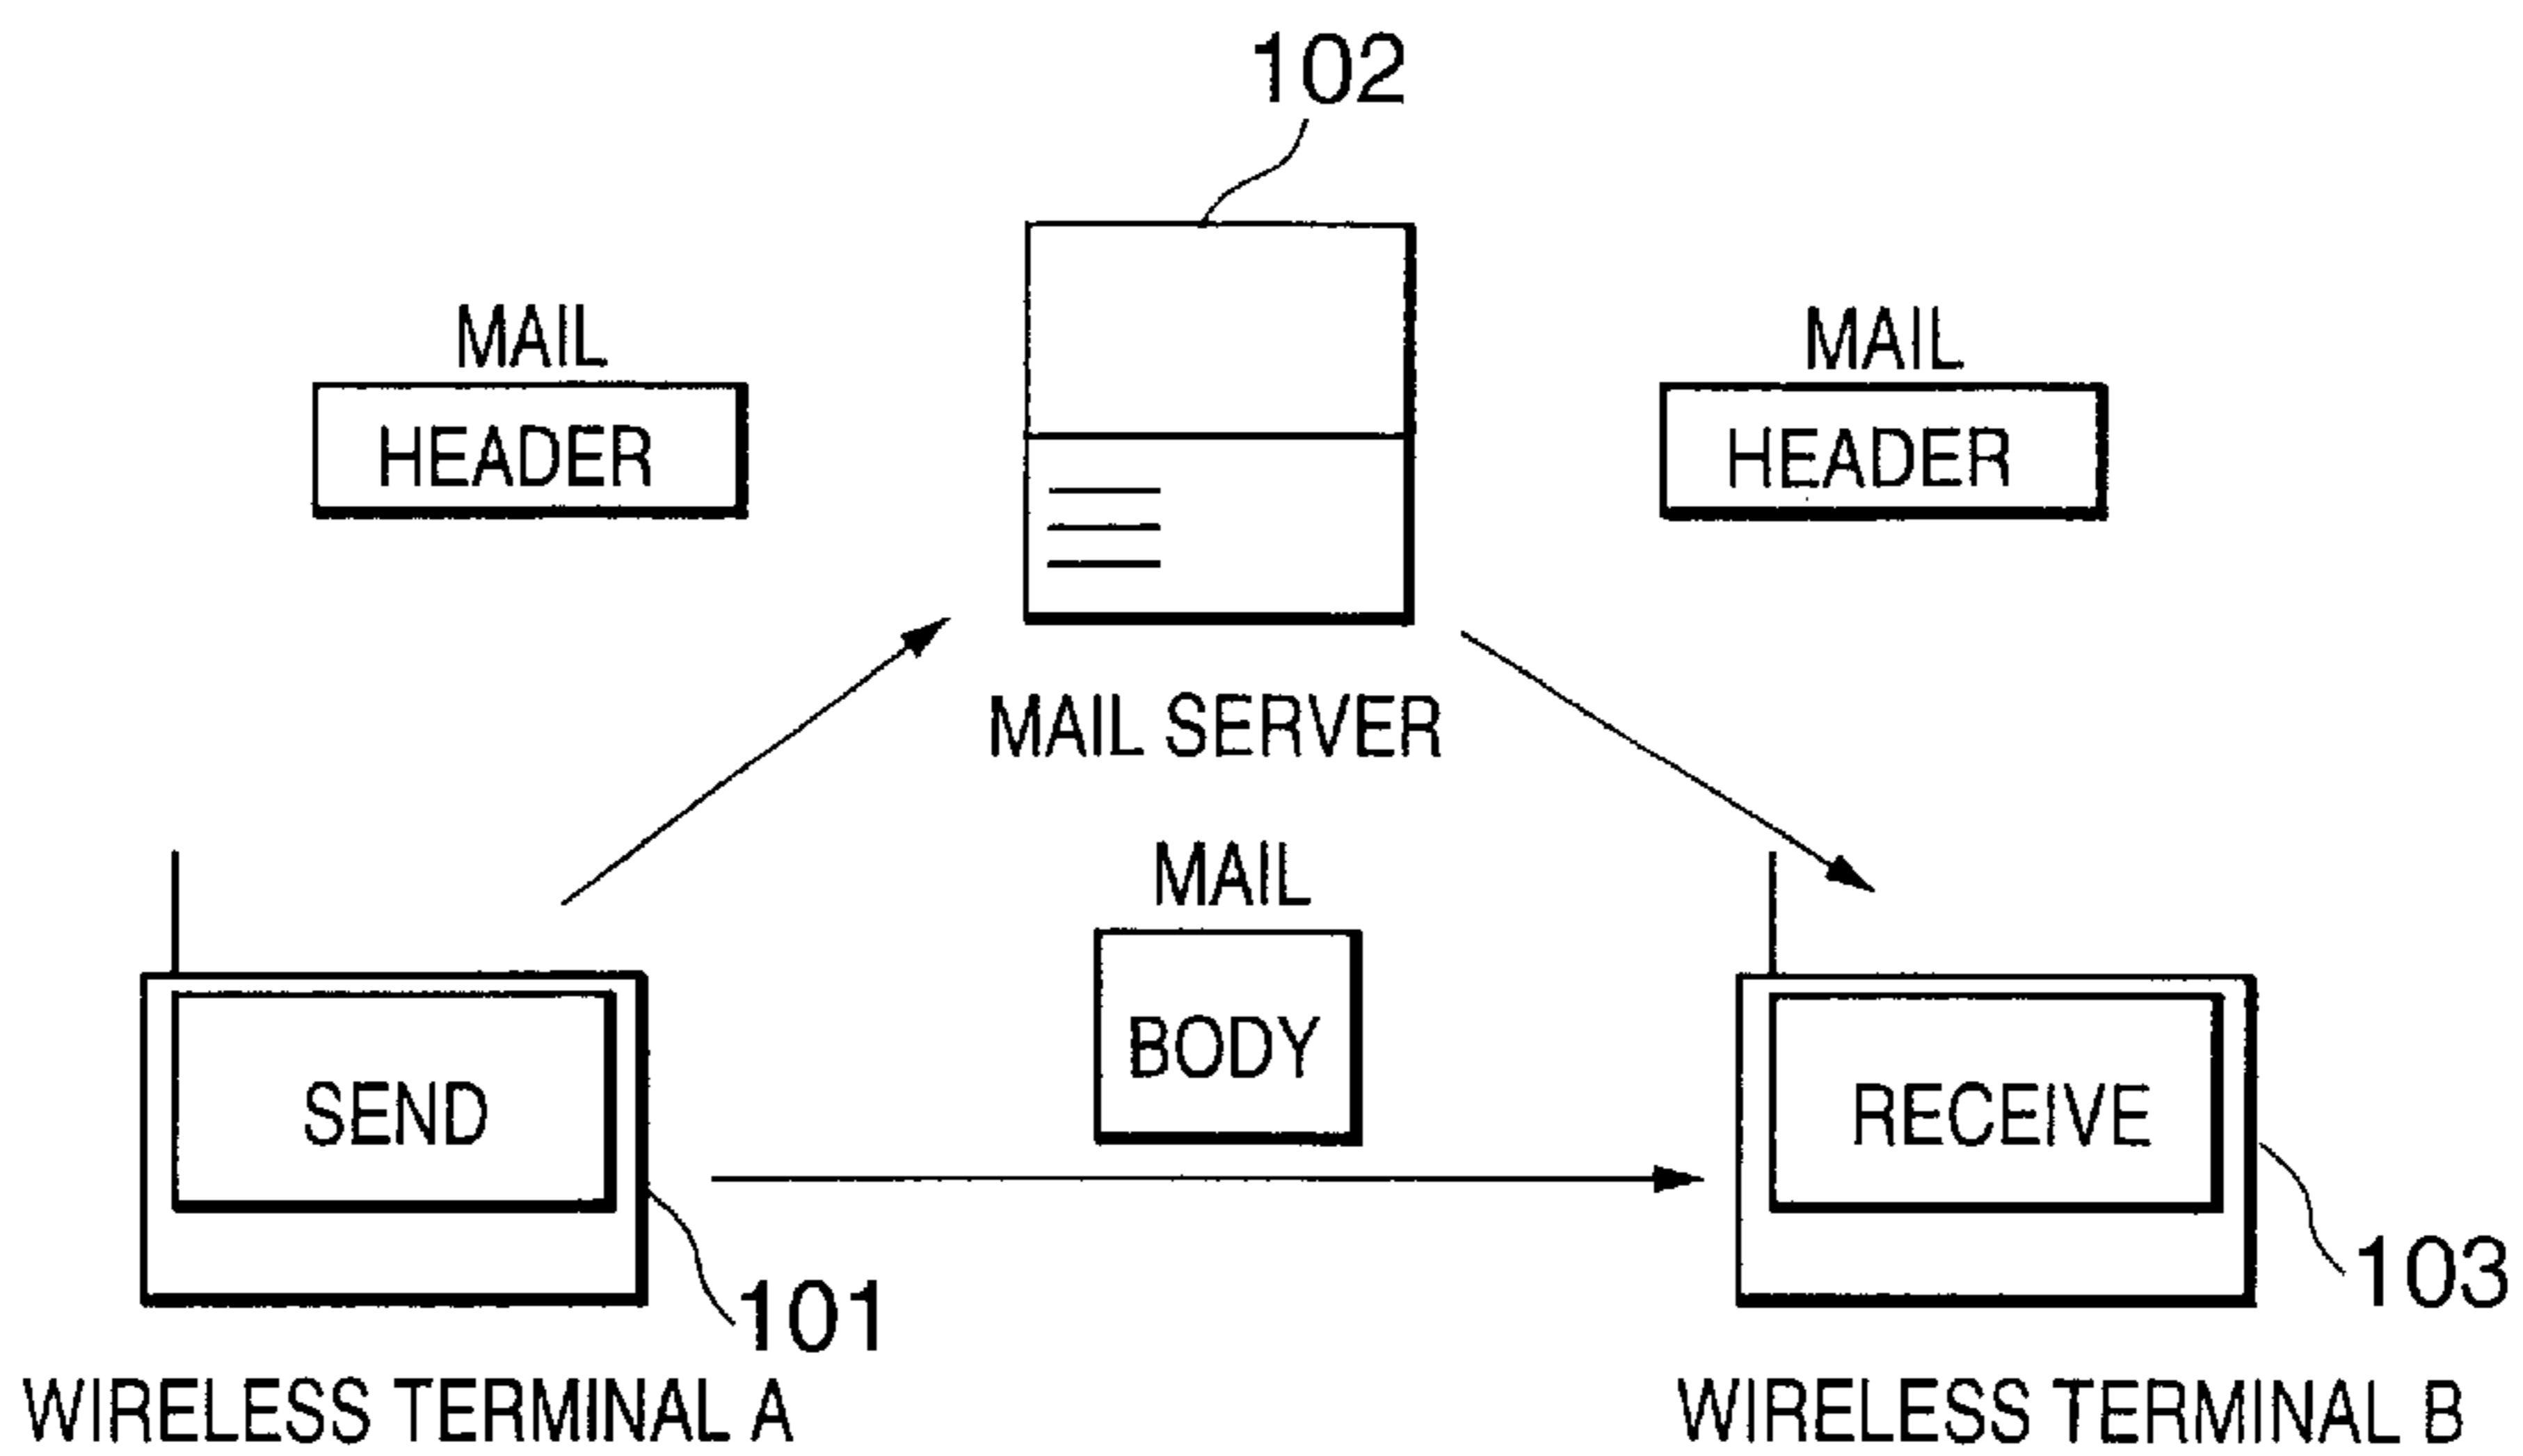 102
MAIL
HEADER
MAIL
HEADER
MAIL SERVER
MAIL
BODY
SEND
RECEIVE
101
103
WIRELESS TERMINAL A
WIRELESS TERMINAL B